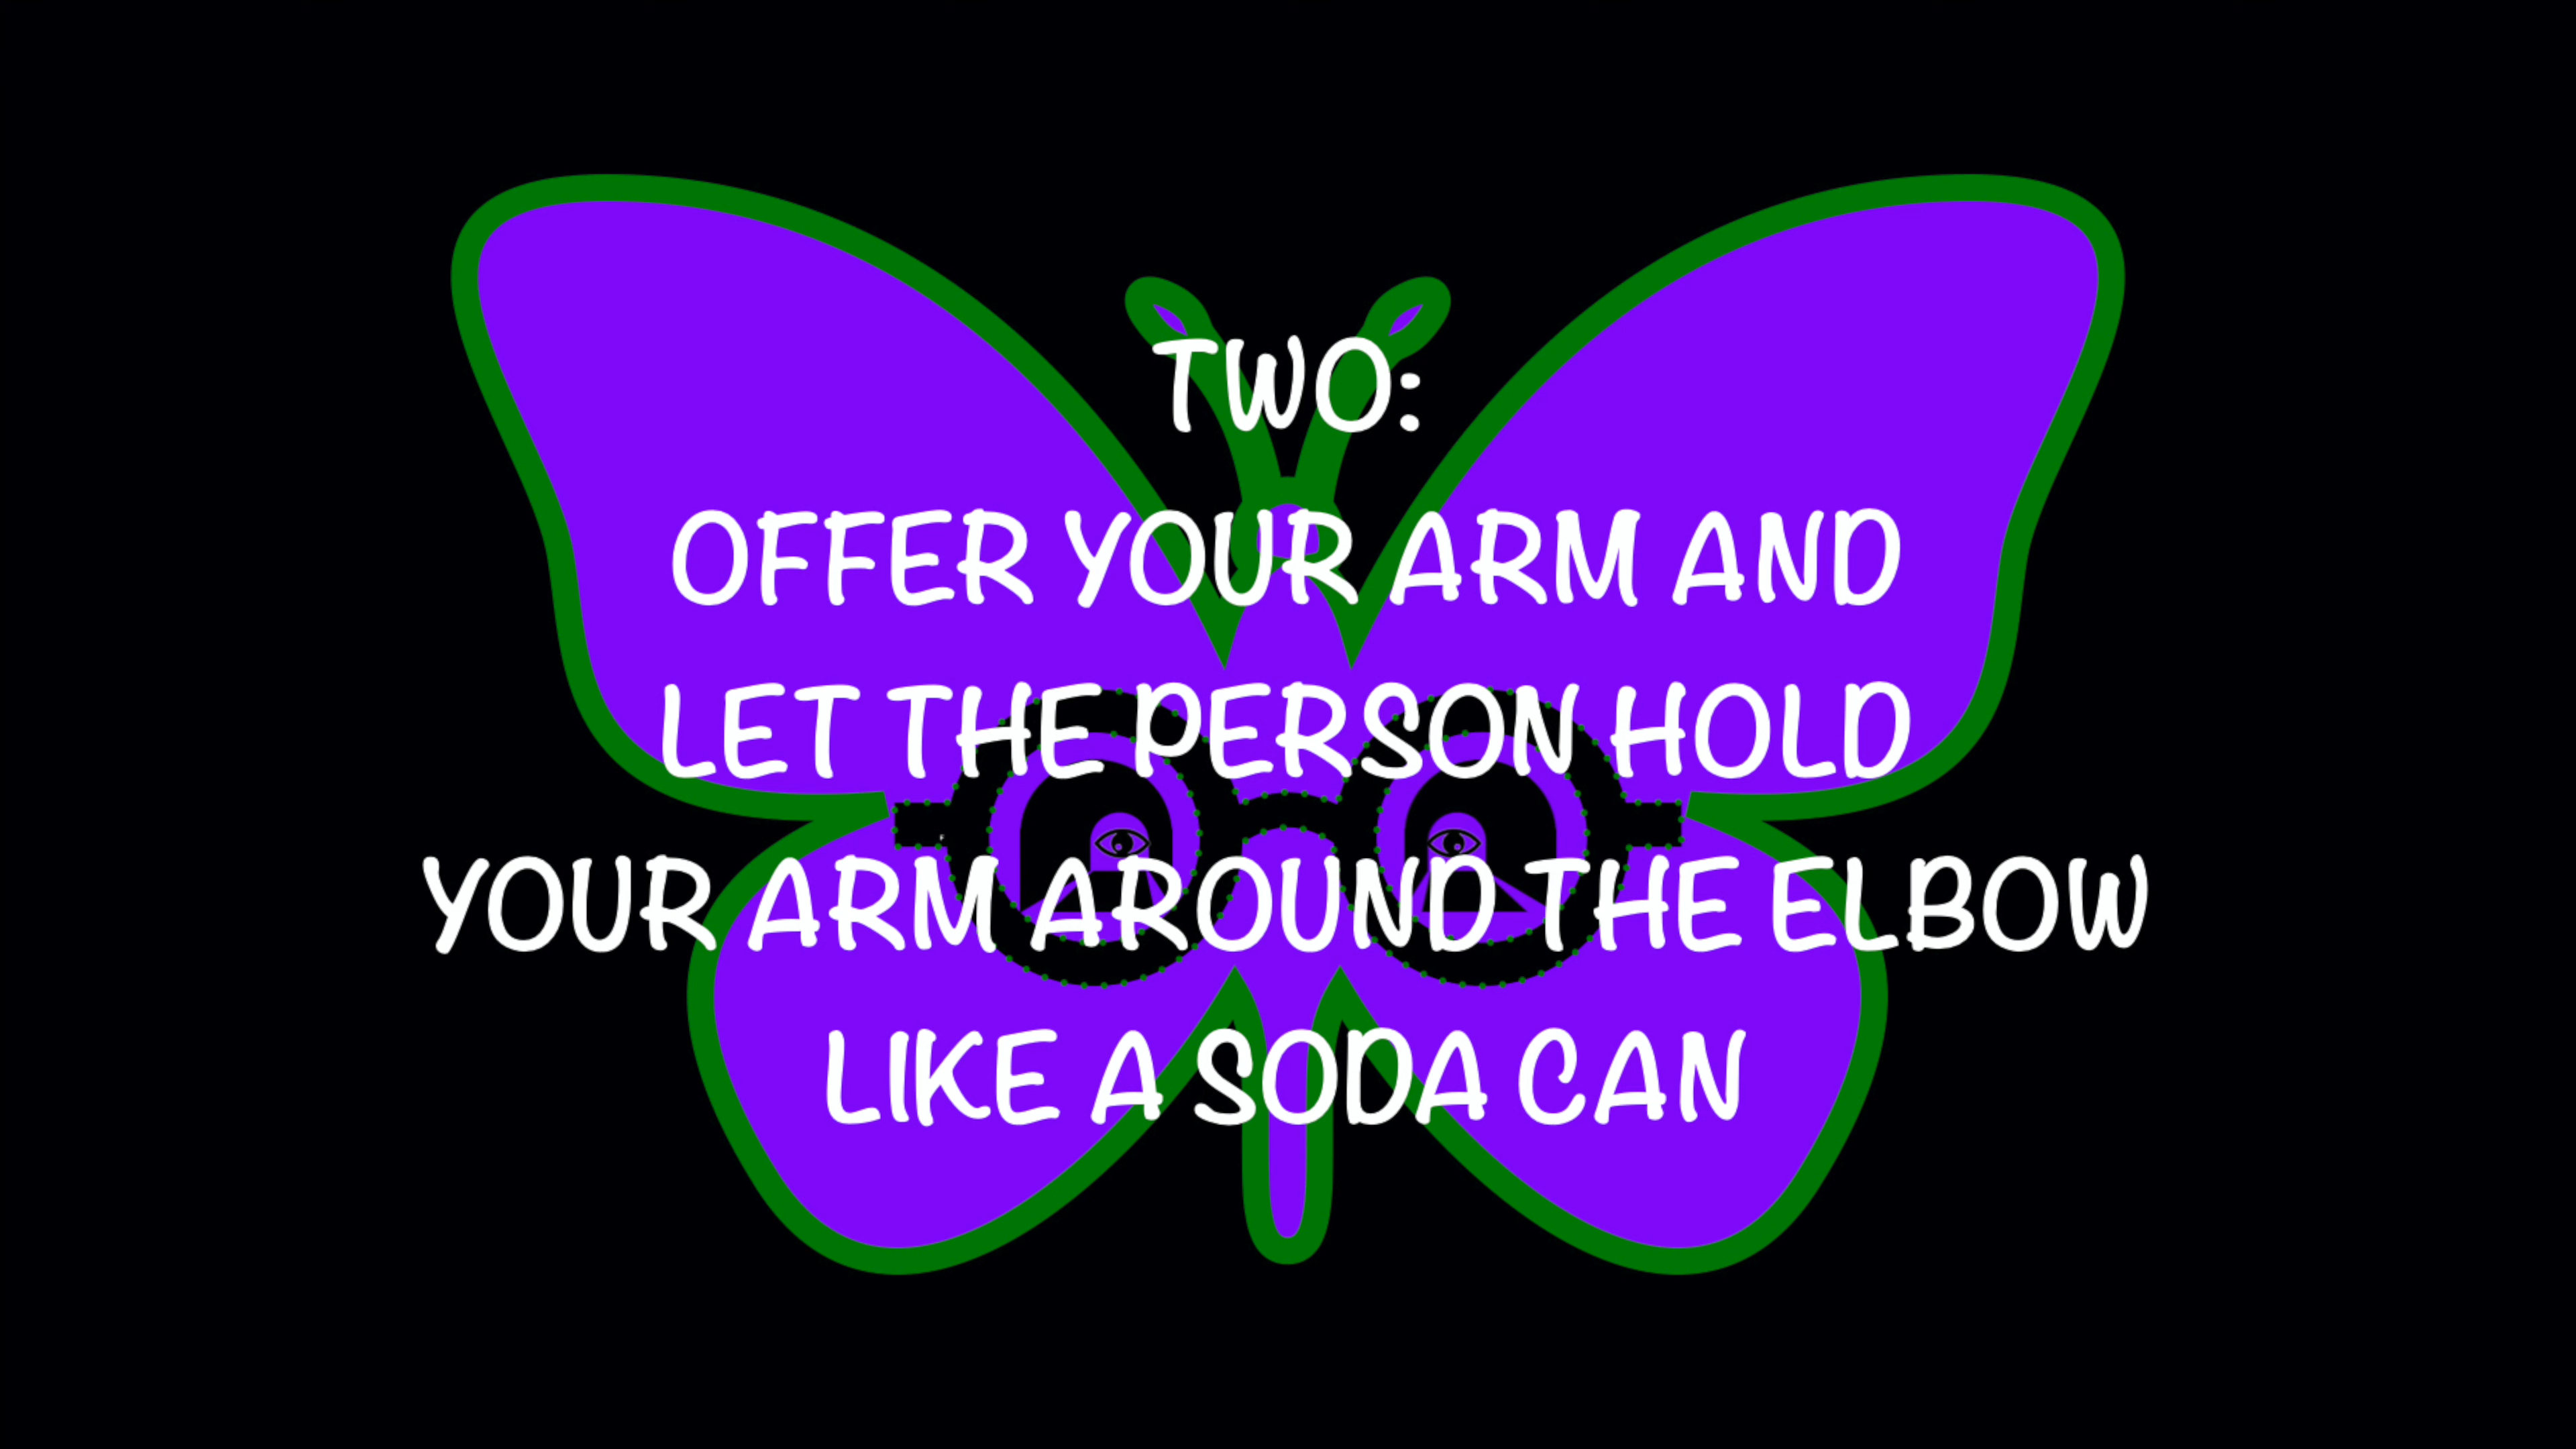 TWO:
OFFER YOUR ARM AND
LET THE PERSON HOLD
YOUR ARM AROUND THE ELBOW
LIKE A SODA CAN